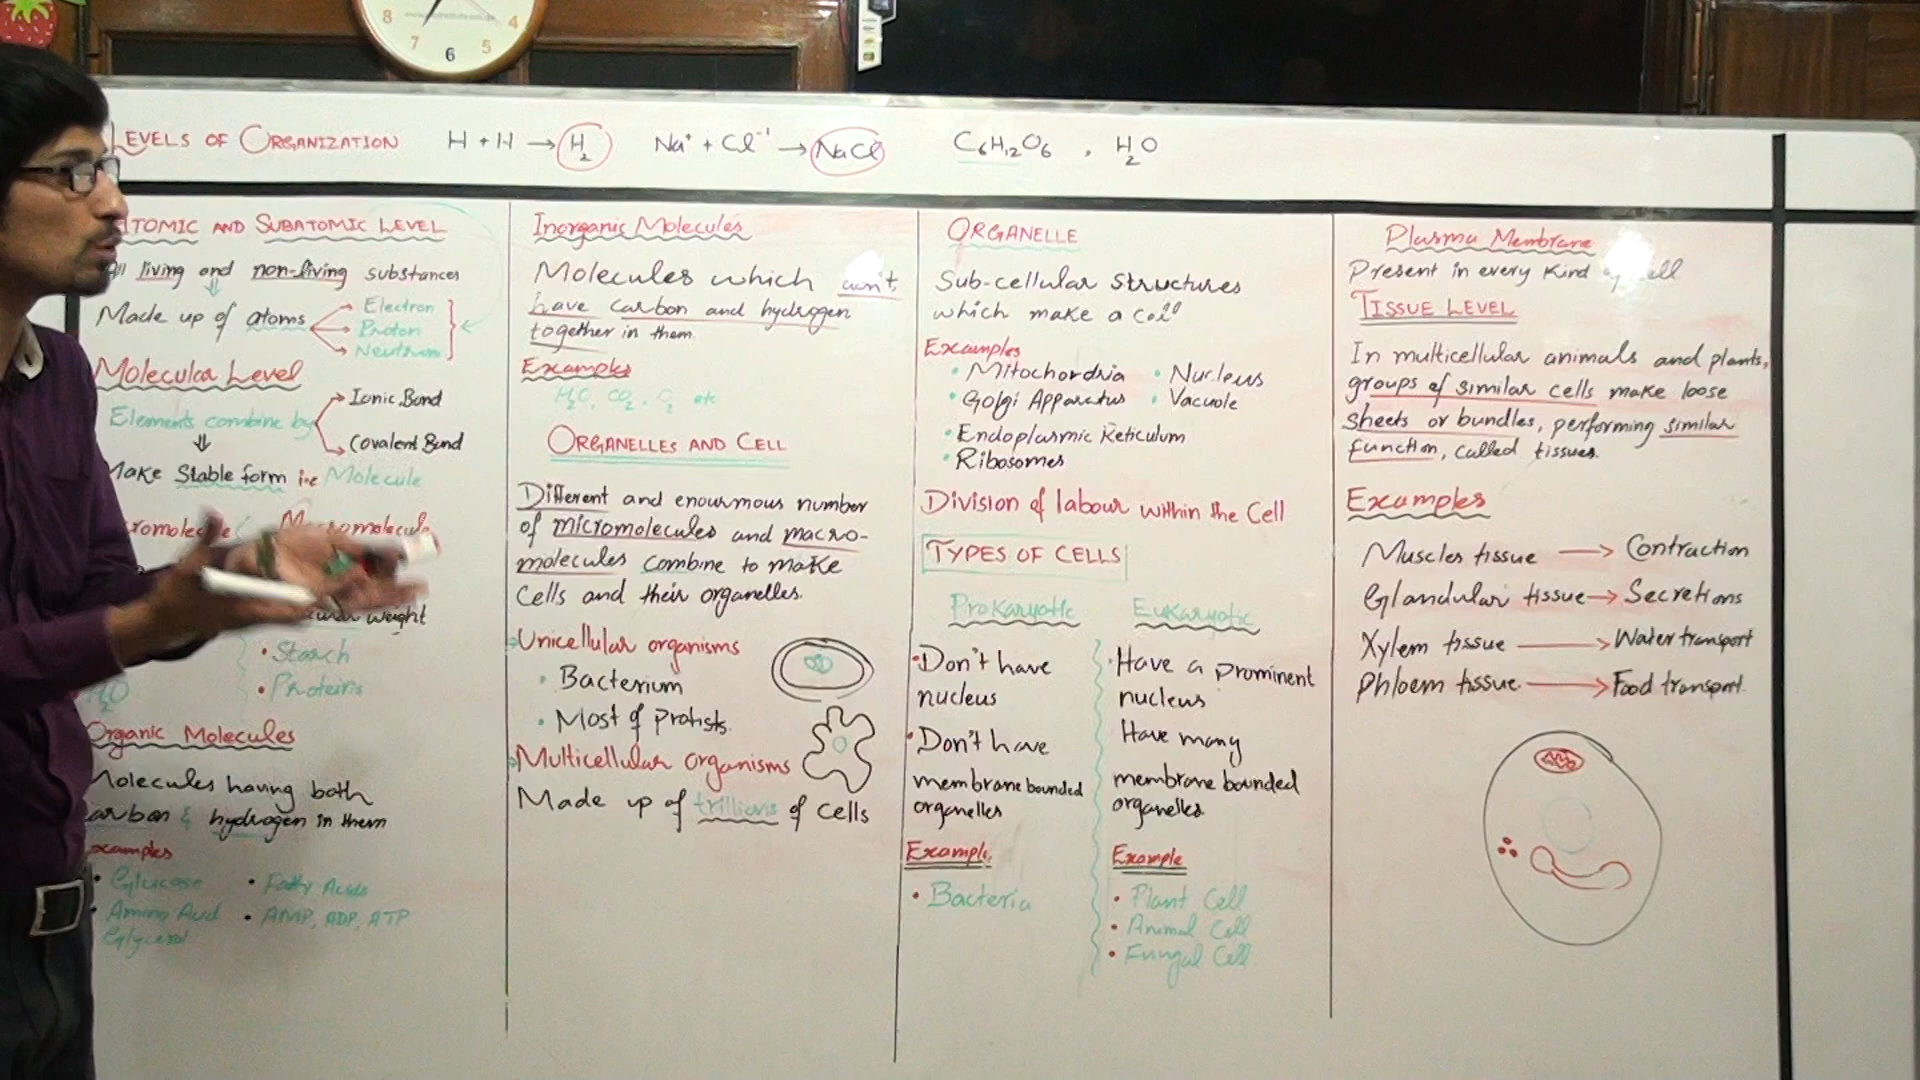 LEVELS OF ORGANIZATION H + H → H2 Na+ + Cl-1 → NaCl C6H12O6 , H2O
8 7 6 5 4
ATOMIC AND SUBATOMIC LEVEL
living and non-living substances
Made up of atoms
Electron
Proton
Neutron
Molecular Level
Elements combine by
Ionic Bond
Covalent Bond
Make Stable form i.e Molecule
weight
• Starch
• Proteins
H2O
Organic Molecules
Molecules having both
carbon & hydrogen in them
Examples
• Glucose • Fatty Acids
• Amino Acid • AMP, ADP, ATP
Glycerol
Inorganic Molecules
Molecules which
have carbon and hydrogen
together in them.
Examples
H2O, CO2, O2 etc
ORGANELLES AND CELL
Different and enourmous number
of micromolecules and macro-
molecules combine to make
Cells and their organelles.
Unicellular organisms
• Bacterium
• Most of protists.
Multicellular organisms
Made up of trillions of cells
ORGANELLE
Sub-cellular structures
which make a
Examples
• Mitochordria • Nucleus
• Golgi Apparatus • Vacuole
• Endoplasmic Reticulum
• Ribosomes
Division of labour within the Cell
TYPES OF CELLS
Prokaryotic
• Don't have
nucleus
• Don't have
membrane bounded
organelles
Example
• Bacteria
Eukaryotic
• Have a prominent
nucleus
Have many
membrane bounded
organelles
Example
• Plant Cell
• Animal Cell
• Fungal Cell
Plasma Membrane
Present in every Kind of Cell
TISSUE LEVEL
In multicellular animals and plants,
groups of similar cells make loose
sheets or bundles, performing similar
function, called tissues.
Examples
Muscles tissue → Contraction
Glandular tissue → Secretions
Xylem tissue → Water transport
Phloem tissue → Food transport